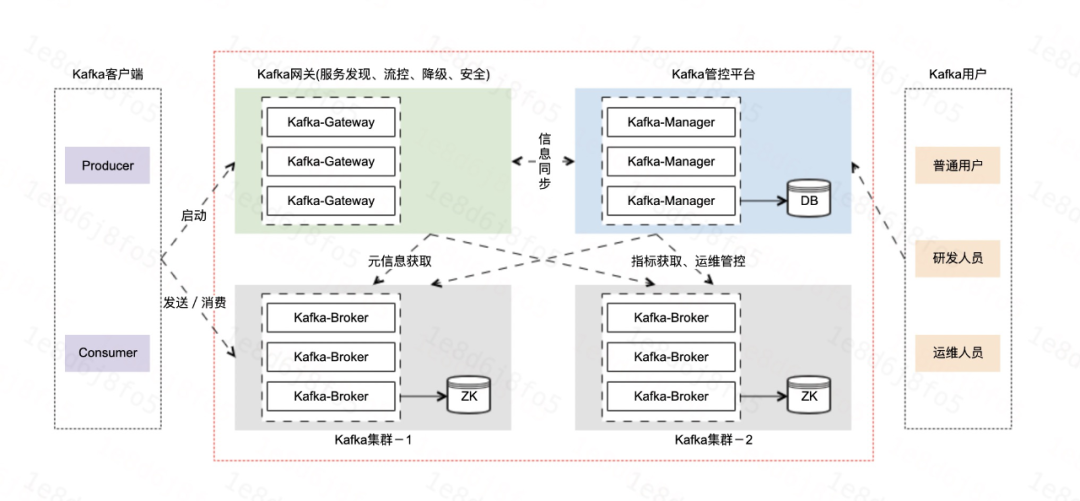 Kafka客户端
Producer
Consumer
启动
发送 / 消费
Kafka网关(服务发现、流控、降级、安全)
Kafka-Gateway
Kafka-Gateway
Kafka-Gateway
信息同步
Kafka管控平台
Kafka-Manager
Kafka-Manager
Kafka-Manager
DB
元信息获取
指标获取、运维管控
Kafka-Broker
Kafka-Broker
Kafka-Broker
ZK
Kafka集群－1
Kafka-Broker
Kafka-Broker
Kafka-Broker
ZK
Kafka集群－2
Kafka用户
普通用户
研发人员
运维人员
1e8d6j8fo5